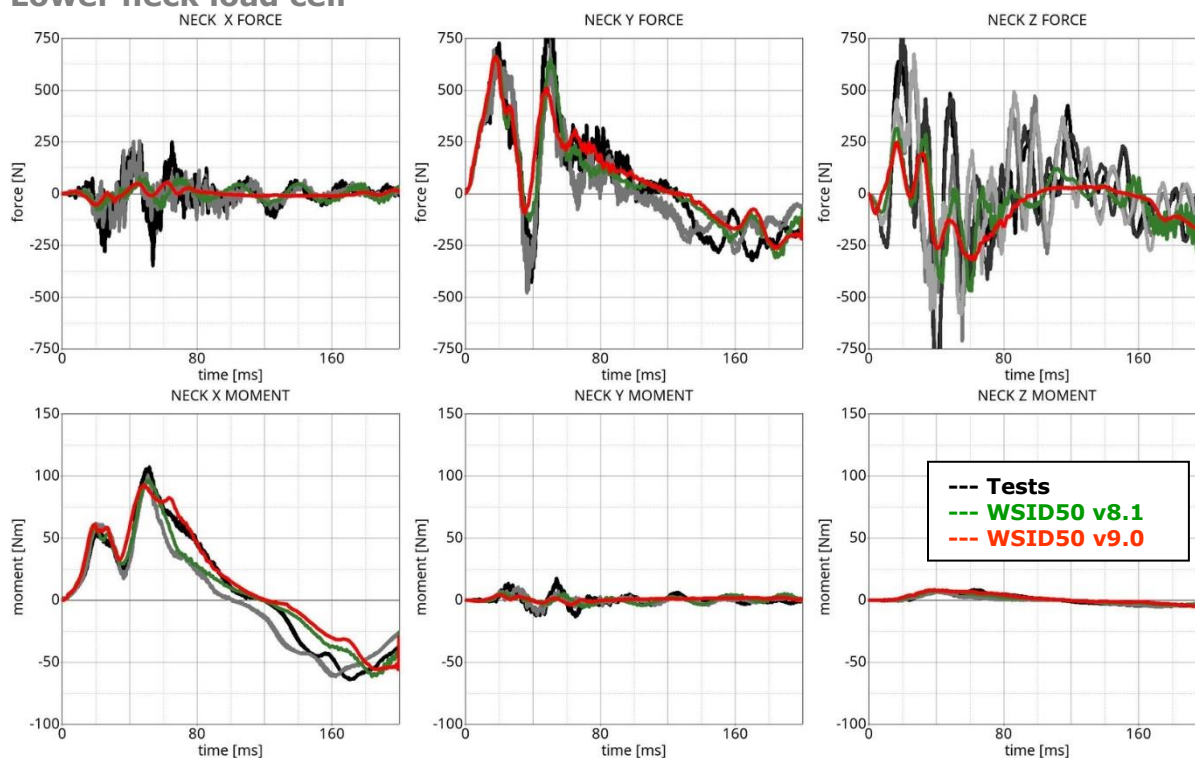 Lower neck load cell
NECK X FORCE
750
500
250
0
-250
-500
-750
force [N]
0
80
160
time [ms]
NECK Y FORCE
750
500
250
0
-250
-500
-750
force [N]
0
80
160
time [ms]
NECK Z FORCE
750
500
250
0
-250
-500
-750
force [N]
0
80
160
time [ms]
NECK X MOMENT
150
100
50
0
-50
-100
moment [Nm]
0
80
160
time [ms]
NECK Y MOMENT
150
100
50
0
-50
-100
moment [Nm]
0
80
160
time [ms]
NECK Z MOMENT
150
100
50
0
-50
-100
moment [Nm]
0
80
160
time [ms]
--- Tests
--- WSID50 v8.1
--- WSID50 v9.0